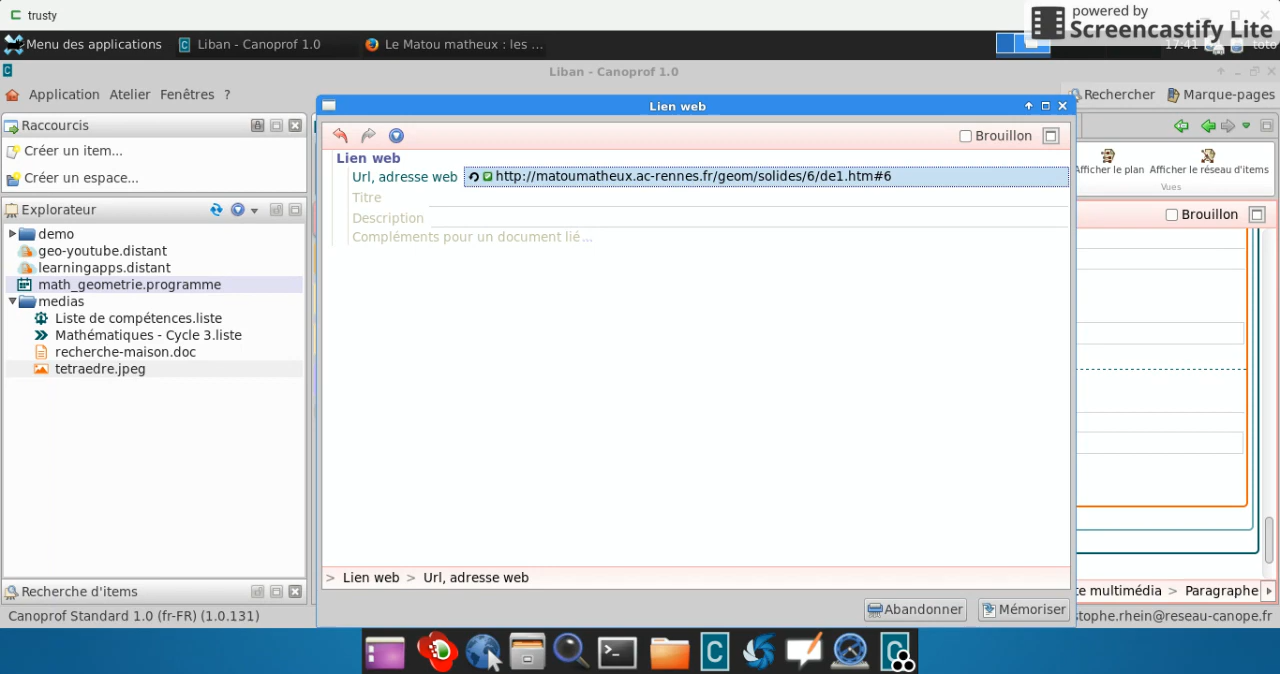 trusty
powered by
Screencastify Lite
Menu des applications
Liban - Canoprof 1.0
Le Matou matheux : les ...
17:41
toto
Liban - Canoprof 1.0
Application Atelier Fenêtres ?
Rechercher
Marque-pages
Raccourcis
Créer un item...
Créer un espace...
Explorateur
demo
geo-youtube.distant
learningapps.distant
math_geometrie.programme
medias
Liste de compétences.liste
Mathématiques - Cycle 3.liste
recherche-maison.doc
tetraedre.jpeg
Recherche d'items
Canoprof Standard 1.0 (fr-FR) (1.0.131)
Lien web
Brouillon
Lien web
Url, adresse web http://matoumatheux.ac-rennes.fr/geom/solides/6/de1.htm#6
Titre
Description
Compléments pour un document lié ...
> Lien web > Url, adresse web
Abandonner
Mémoriser
fficher le plan
Afficher le réseau d'items
Vues
Brouillon
te multimédia > Paragraphe
stophe.rhein@reseau-canope.fr